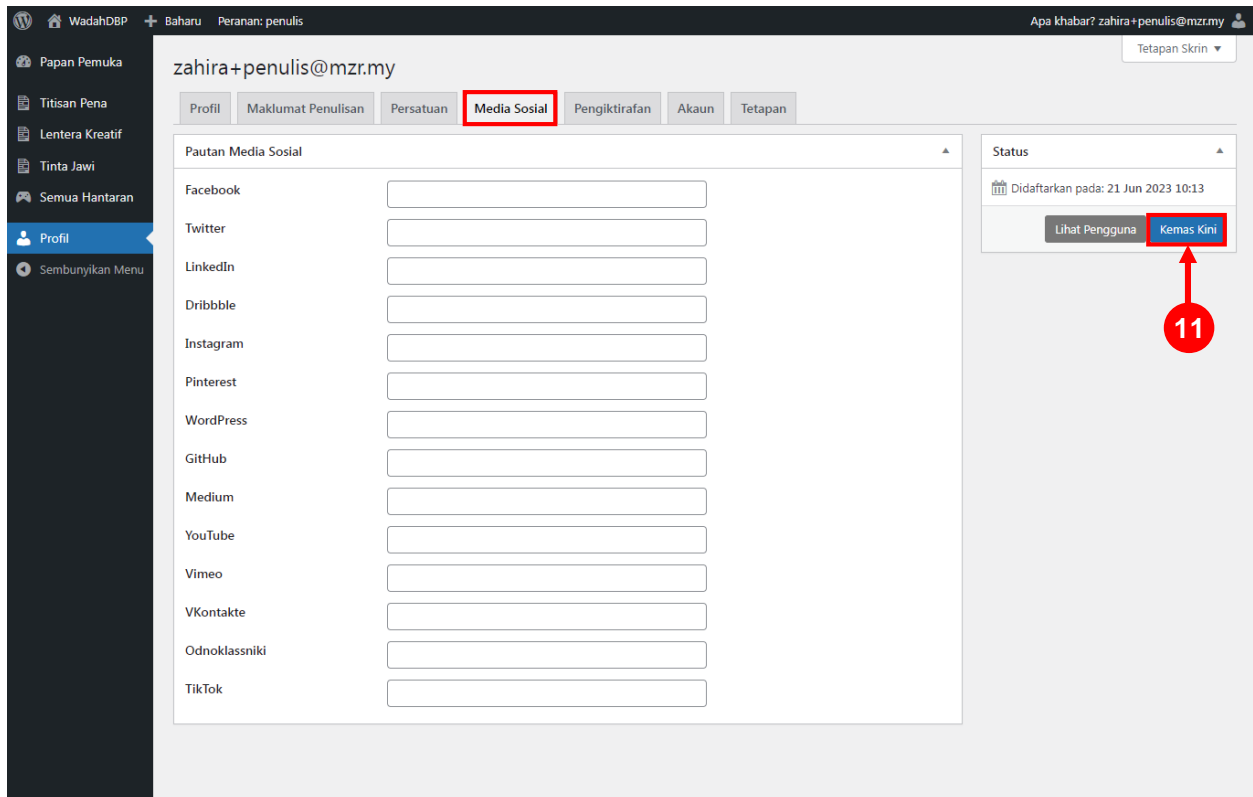 WadahDBP
Baharu
Peranan: penulis
Apa khabar? zahira+penulis@mzr.my
Tetapan Skrin
Papan Pemuka
Titisan Pena
Lentera Kreatif
Tinta Jawi
Semua Hantaran
Profil
Sembunyikan Menu
zahira+penulis@mzr.my
Profil
Maklumat Penulisan
Persatuan
Media Sosial
Pengiktirafan
Akaun
Tetapan
Pautan Media Sosial
Facebook
Twitter
LinkedIn
Dribbble
Instagram
Pinterest
WordPress
GitHub
Medium
YouTube
Vimeo
VKontakte
Odnoklassniki
TikTok
Status
Didaftarkan pada: 21 Jun 2023 10:13
Lihat Pengguna
Kemas Kini
11